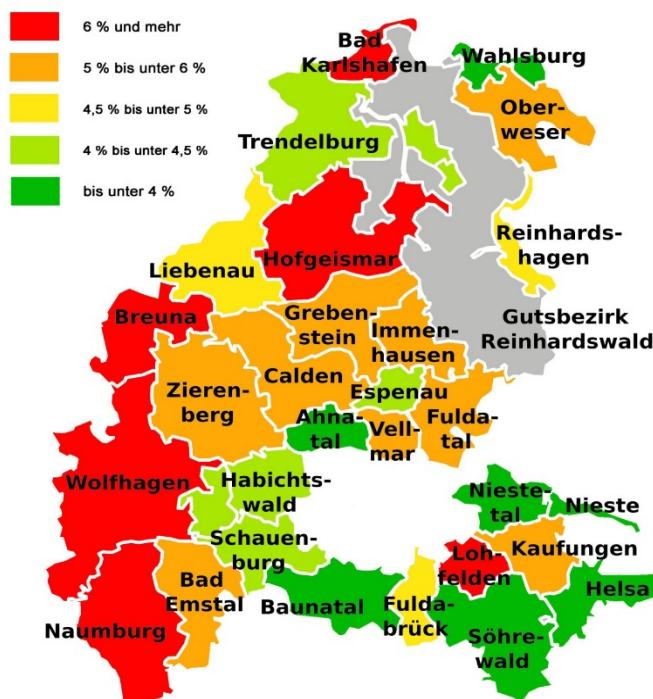 6 % und mehr
5 % bis unter 6 %
4,5 % bis unter 5 %
4 % bis unter 4,5 %
bis unter 4 %
Bad
Karlshafen
Wahlsburg
Ober-
weser
Trendelburg
Reinhards-
hagen
Hofgeismar
Liebenau
Breuna
Greben-
stein
Immen-
hausen
Gutsbezirk
Reinhardswald
Zieren-
berg
Calden
Espenau
Ahna-
tal
Vell-
mar
Fulda-
tal
Wolfhagen
Habichts-
wald
Schauen-
burg
Nieste-
tal
Nieste
Loh-
felden
Kaufungen
Helsa
Bad
Emstal
Naumburg
Baunatal
Fulda-
brück
Söhre-
wald